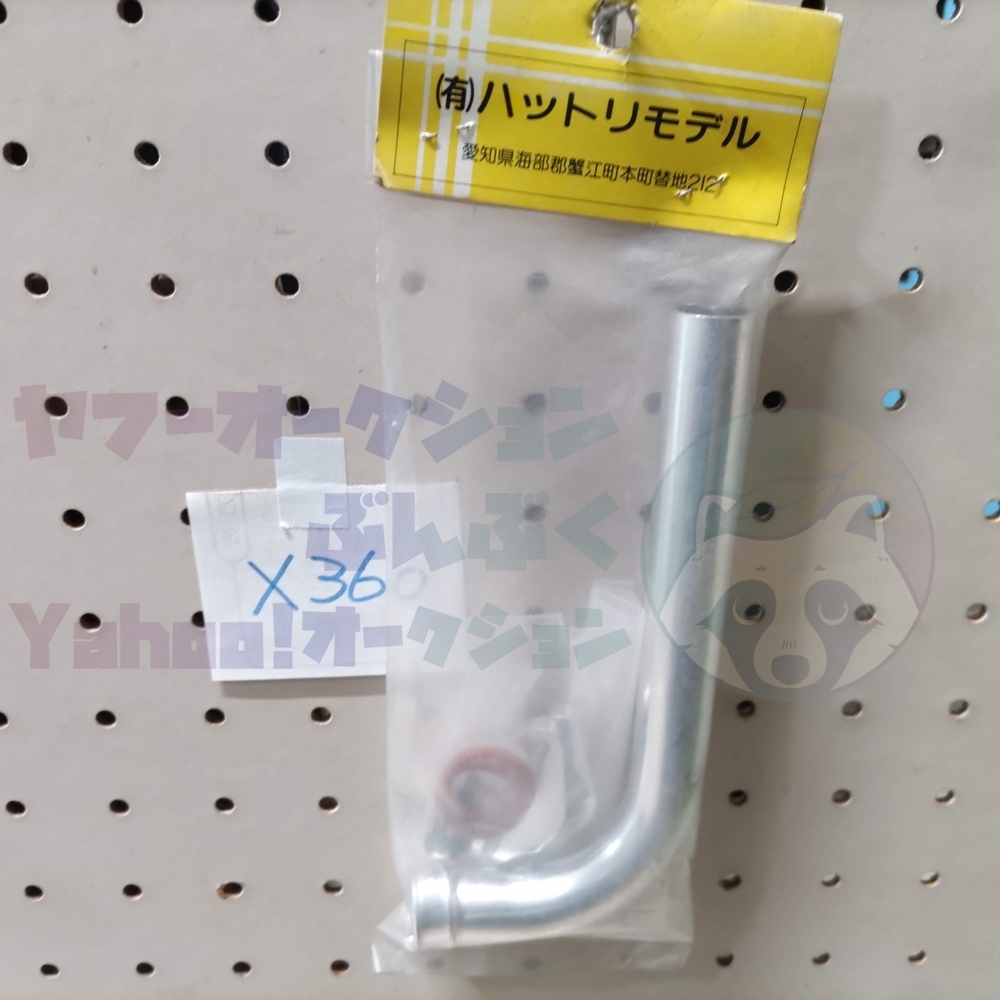 (有)ハットリモデル
愛知県海部郡蟹江町本町替地212
ヤフーオークション
ぶんぶく
X360
Yahoo!オークション